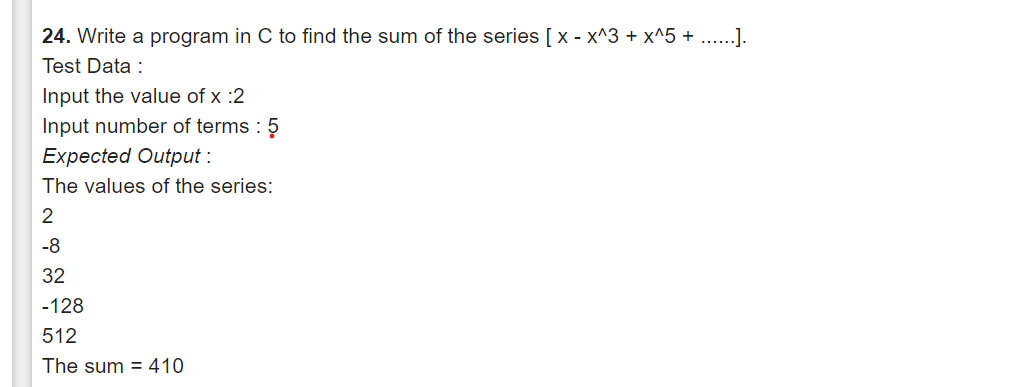 24. Write a program in C to find the sum of the series [ x - x^3 + x^5 + ......].
Test Data :
Input the value of x :2
Input number of terms : 5
Expected Output :
The values of the series:
2
-8
32
-128
512
The sum = 410